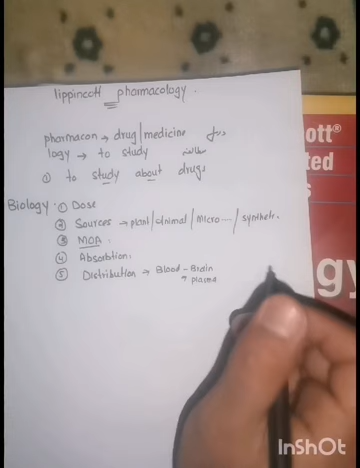 lippincott pharmacology.
pharmacon → drug/medicine
logy → to study
① to study about drugs
Biology ① Dose
② Sources → plant/animal/micro..../synthetic.
③ MOA.
④ Absorption.
⑤ Distribution → Blood - Brain
→ plasma
ott®
ted
s
gy
InShOt